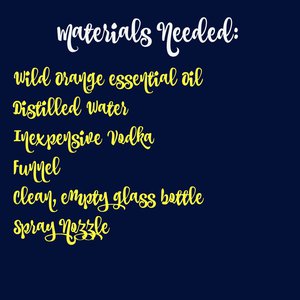 Materials Needed:
Wild Orange essential Oil
Distilled Water
Inexpensive Vodka
Funnel
Clean, empty glass bottle
Spray Nozzle